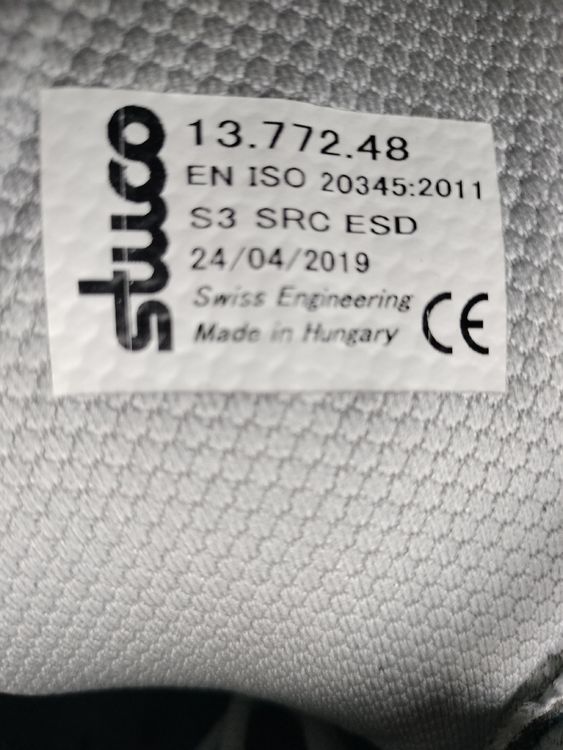 stuco
13.772.48
EN ISO 20345:2011
S3 SRC ESD
24/04/2019
Swiss Engineering
Made in Hungary
CE